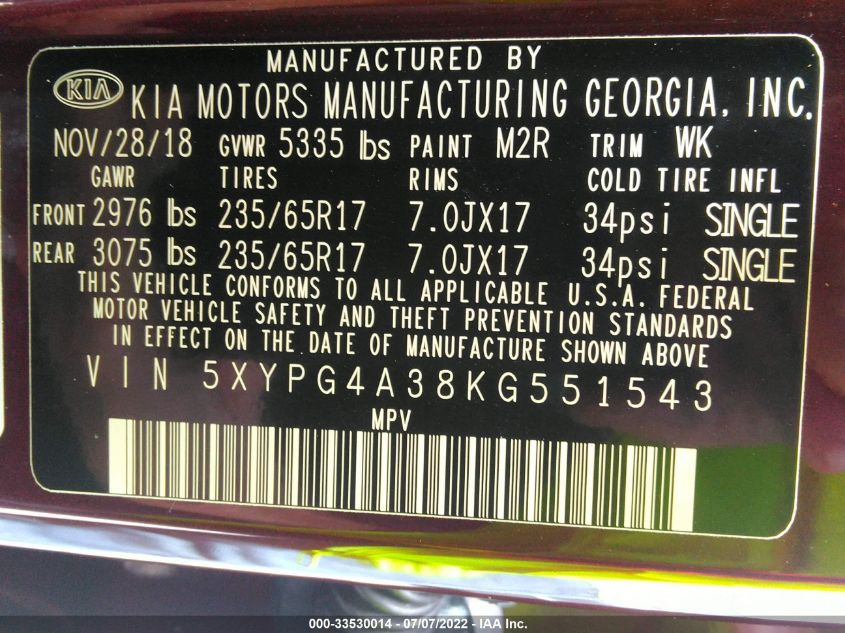 MANUFACTURED BY
KIA KIA MOTORS MANUFACTURING GEORGIA, INC.
NOV/28/18 GVWR 5335 lbs PAINT M2R TRIM WK
GAWR TIRES RIMS COLD TIRE INFL
FRONT 2976 lbs 235/65R17 7.0JX17 34psi SINGLE
REAR 3075 lbs 235/65R17 7.0JX17 34psi SINGLE
THIS VEHICLE CONFORMS TO ALL APPLICABLE U.S.A. FEDERAL
MOTOR VEHICLE SAFETY AND THEFT PREVENTION STANDARDS
IN EFFECT ON THE DATE OF MANUFACTURE SHOWN ABOVE
VIN 5XYPG4A38KG551543
MPV
000-33530014 - 07/07/2022 - IAA Inc.